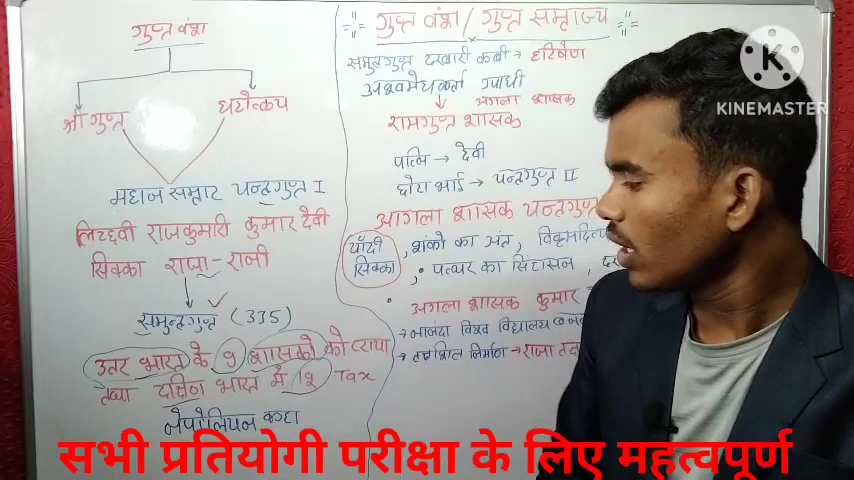 गुप्त वंश
श्री गुप्त
घटोत्कच
महाज सम्राट चन्द्रगुप्त I
लिच्छवी राजकुमारी कुमार देवी
सिक्का राजा-रानी
समुन्द्रगुप्त (335)
उत्तर भारत के 9 शासको को हराया
तथा दक्षिण भारत में 12 Tax
नेपोलियन कहा
गुप्त वंश / गुप्त सम्राज्य
समुद्रगुप्त दरबारी कवी → हरिषेण
अश्वमेधकर्ता उपाधी
अगला शासक
रामगुप्त शासक
पत्नि → देवी
छोटा भाई → चन्द्रगुप्त II
अगला शासक चन्द्रगुप्त
चाँदी सिक्का
, शंको का अंत, विक्रमादित्य
पत्थर का सिंहासन,
अगला शासक कुमार
→ नालंदा विश्व विद्यालय
→ तक्षशिल निर्माण → राजा
KINEMASTER
सभी प्रतियोगी परीक्षा के लिए महत्वपूर्ण